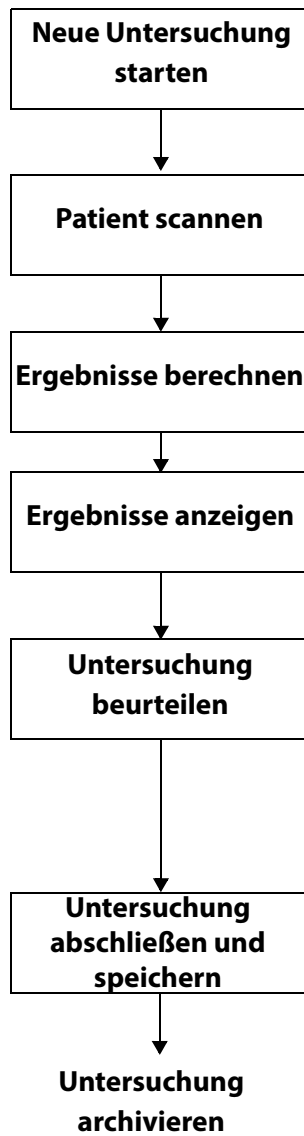 Neue Untersuchung
starten
Patient scannen
Ergebnisse berechnen
Ergebnisse anzeigen
Untersuchung
beurteilen
Untersuchung
abschließen und
speichern
Untersuchung
archivieren